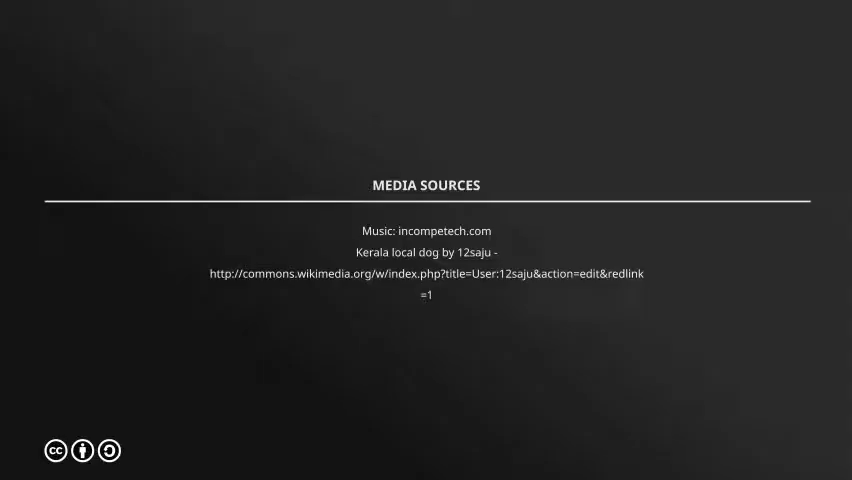 MEDIA SOURCES
Music: incompetech.com
Kerala local dog by 12saju -
http://commons.wikimedia.org/w/index.php?title=User:12saju&action=edit&redlink
=1
cc